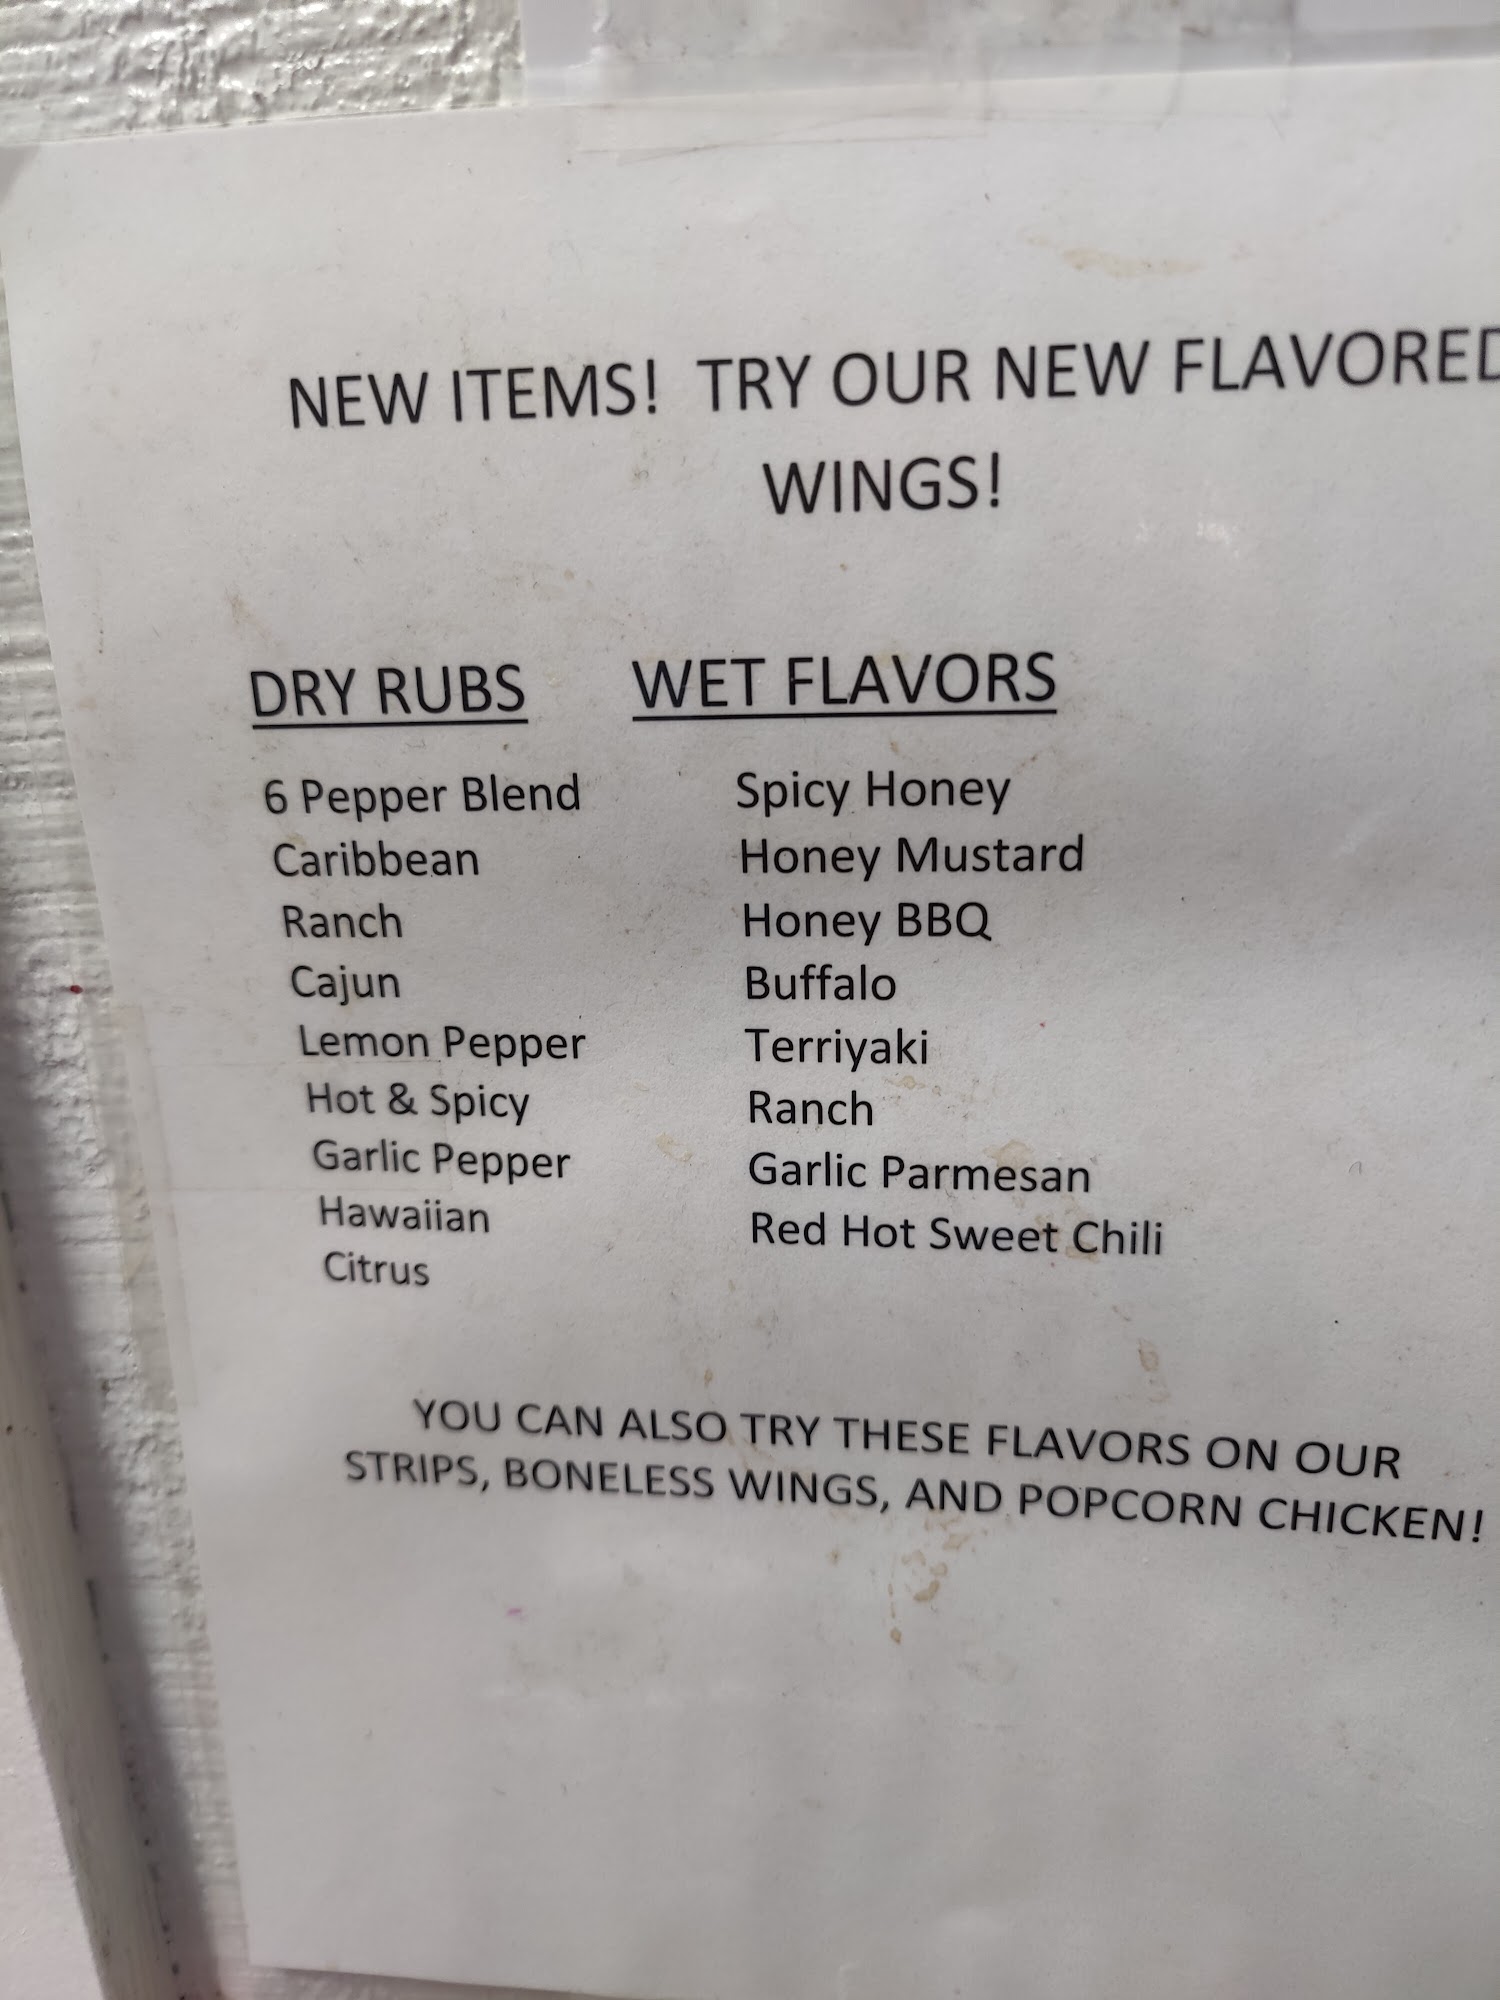 NEW ITEMS! TRY OUR NEW FLAVORED
WINGS!
DRY RUBS WET FLAVORS
6 Pepper Blend Spicy Honey
Caribbean Honey Mustard
Ranch Honey BBQ
Cajun Buffalo
Lemon Pepper Terriyaki
Hot & Spicy Ranch
Garlic Pepper Garlic Parmesan
Hawaiian Red Hot Sweet Chili
Citrus
YOU CAN ALSO TRY THESE FLAVORS ON OUR
STRIPS, BONELESS WINGS, AND POPCORN CHICKEN!